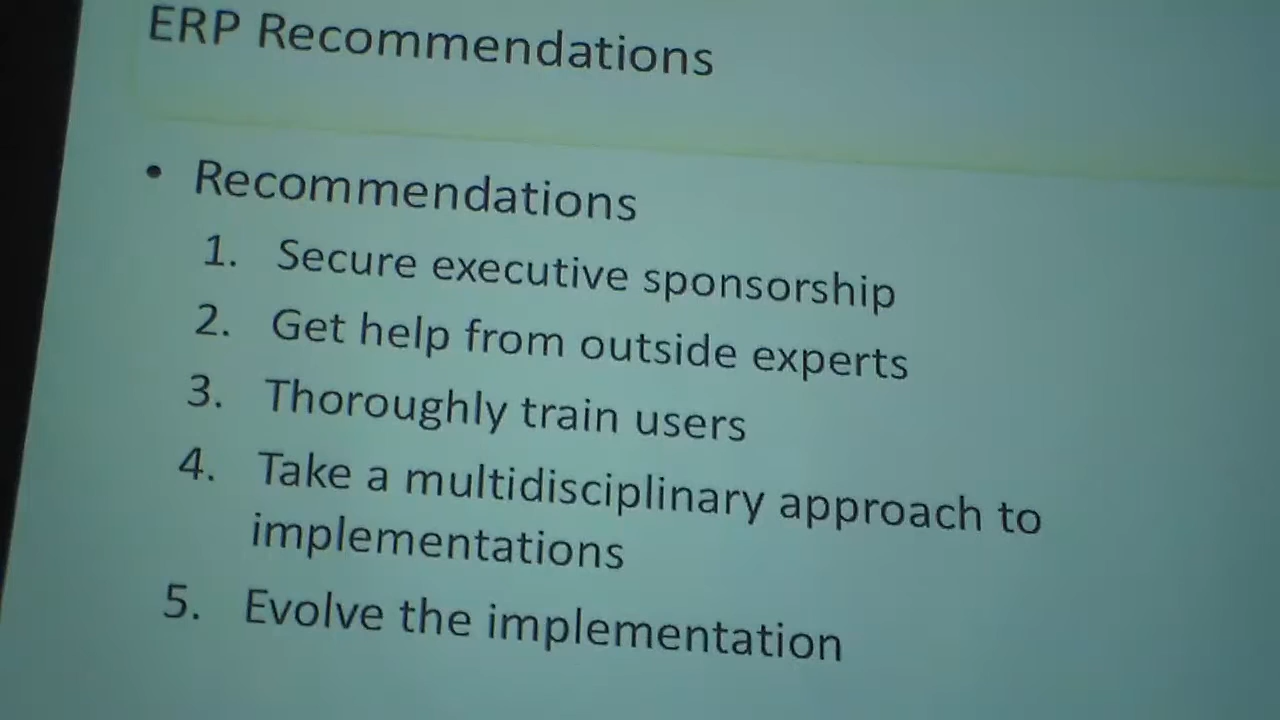 ERP Recommendations
• Recommendations
1. Secure executive sponsorship
2. Get help from outside experts
3. Thoroughly train users
4. Take a multidisciplinary approach to
implementations
5. Evolve the implementation